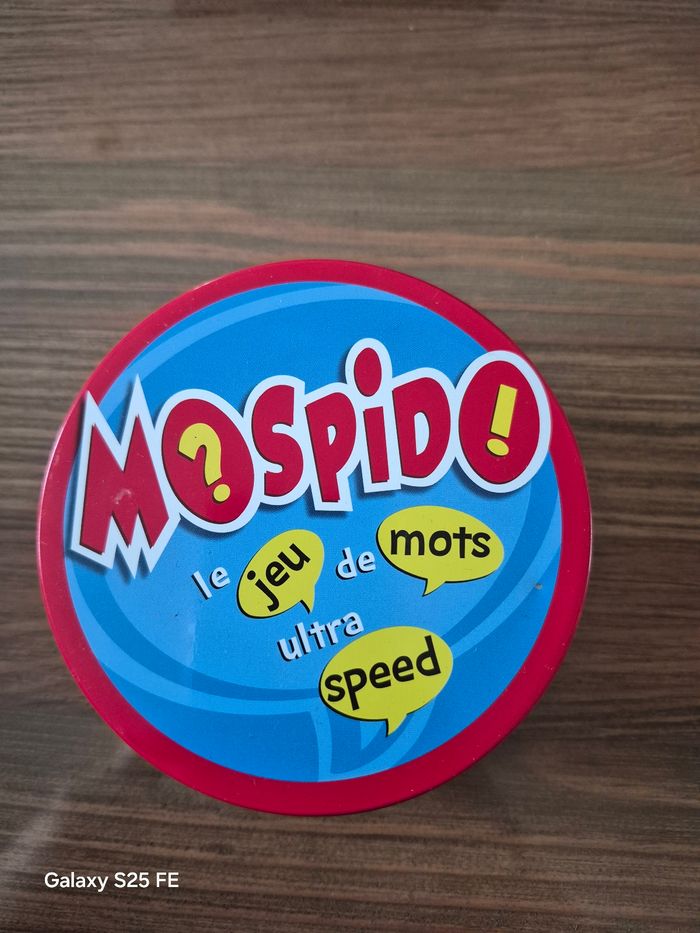 MOSPiDO
? !
le jeu de mots
ultra
speed
Galaxy S25 FE